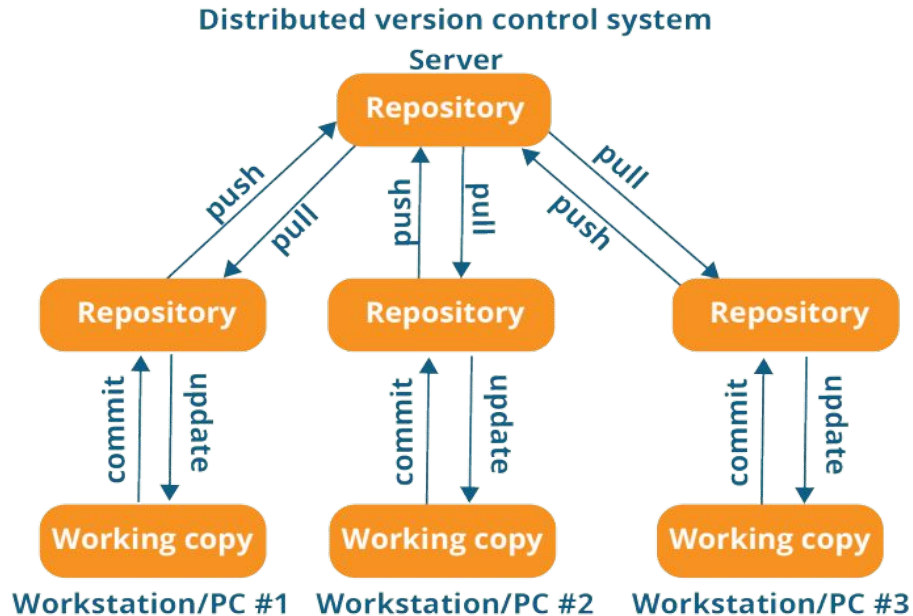 Distributed version control system
Server
Repository
push
pull
push
pull
pull
push
Repository
Repository
Repository
commit
update
commit
update
commit
update
Working copy
Working copy
Working copy
Workstation/PC #1
Workstation/PC #2
Workstation/PC #3